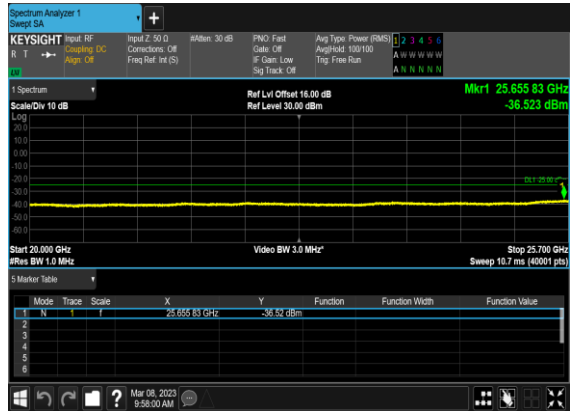 Spectrum Analyzer 1
Swept SA
KEYSIGHT Input: RF Input Z: 50 Ω #Atten: 30 dB PNO: Fast Avg Type: Power (RMS) 1 2 3 4 5 6
R T Coupling: DC Corrections: Off Gate: Off Avg|Hold: 100/100 A W W W W W
Align: Off Freq Ref: Int (S) IF Gain: Low Trig: Free Run
Sig Track: Off A N N N N N
1 Spectrum Ref Lvl Offset 16.00 dB Mkr1 25.655 83 GHz
Scale/Div 10 dB Ref Level 30.00 dBm -36.523 dBm
Log
20.0
10.0
0.00
-10.0
-20.0 DL1 -25.00
-30.0
-40.0
-50.0
-60.0
Start 20.000 GHz Video BW 3.0 MHz* Stop 25.700 GHz
#Res BW 1.0 MHz Sweep 10.7 ms (40001 pts)
5 Marker Table
Mode Trace Scale X Y Function Function Width Function Value
1 N 1 f 25.655 83 GHz -36.52 dBm
2
3
4
5
6
? Mar 08, 2023
9:58:00 AM